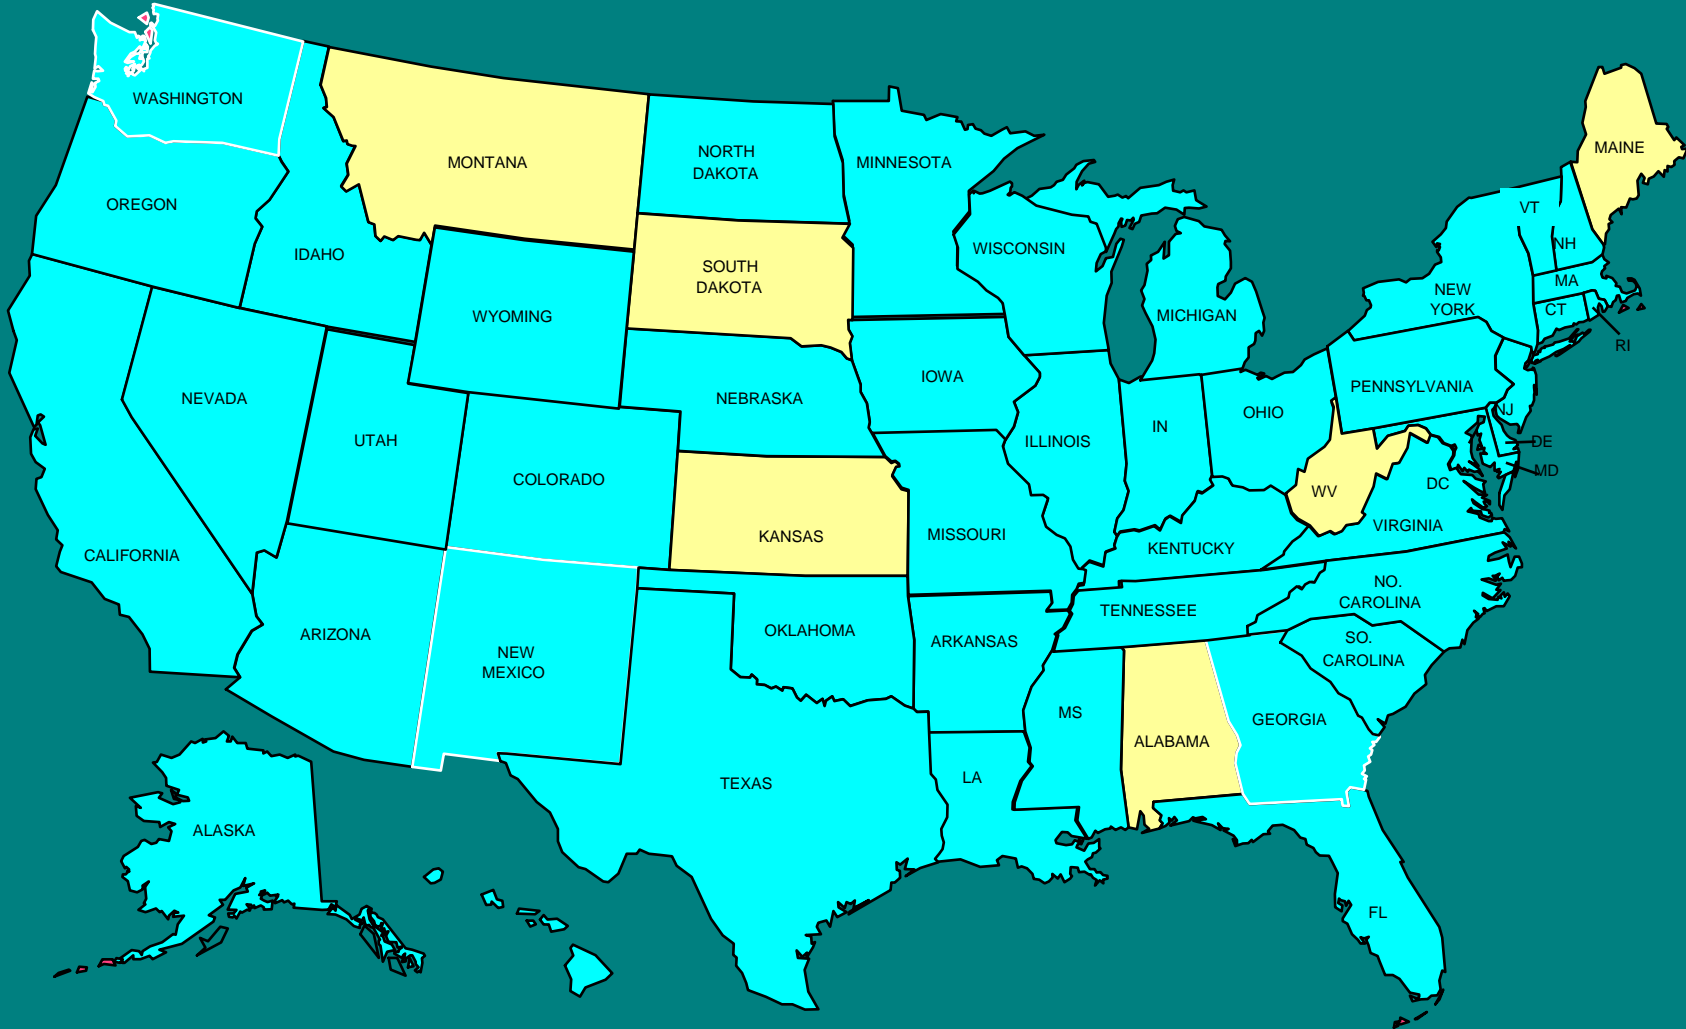 WASHINGTON
MONTANA
NORTH
DAKOTA
MINNESOTA
MAINE
OREGON
VT
IDAHO
WISCONSIN
NH
SOUTH
DAKOTA
MA
NEW
YORK
CT
WYOMING
MICHIGAN
RI
IOWA
PENNSYLVANIA
NEVADA
NEBRASKA
OHIO
NJ
UTAH
ILLINOIS
IN
DE
COLORADO
MD
WV
DC
KANSAS
MISSOURI
VIRGINIA
CALIFORNIA
KENTUCKY
NO.
CAROLINA
TENNESSEE
ARIZONA
OKLAHOMA
ARKANSAS
SO.
CAROLINA
NEW
MEXICO
MS
GEORGIA
ALABAMA
TEXAS
LA
ALASKA
FL